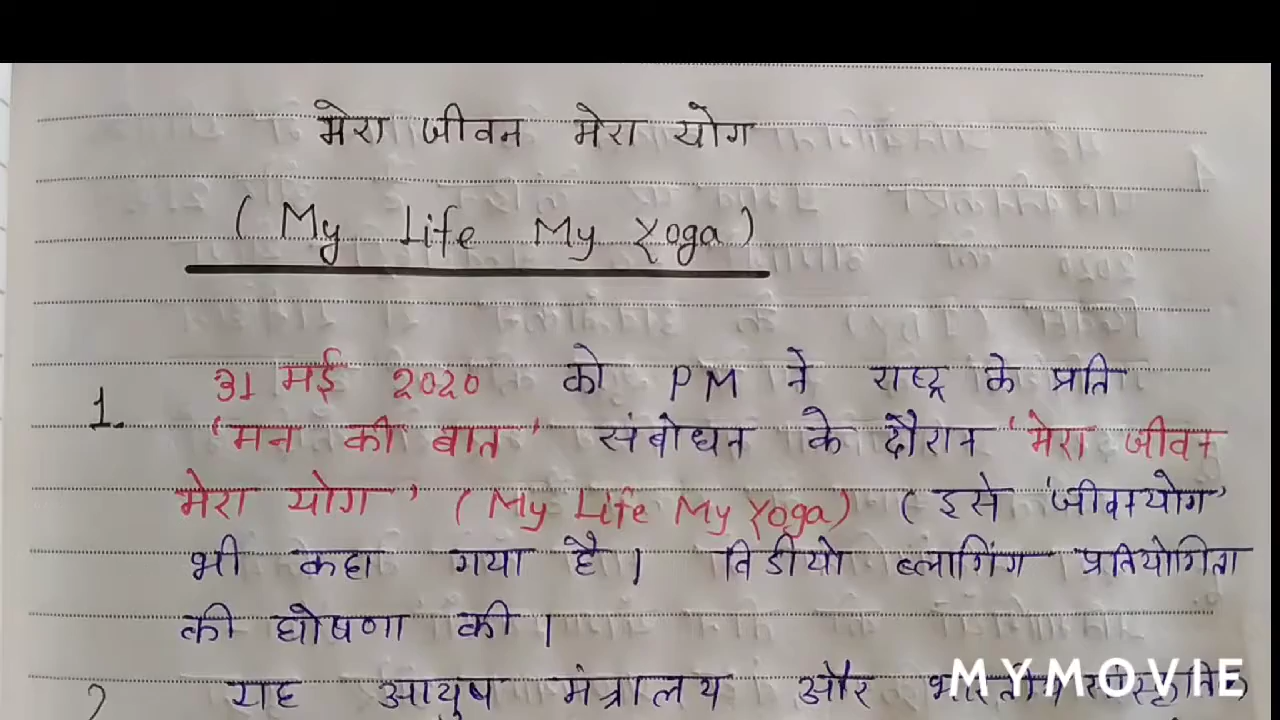 मेरा जीवन मेरा योग
( My Life My Yoga )
1. 31 मई 2020 को PM ने राष्ट्र के प्रति
'मन की बात' संबोधन के दौरान 'मेरा जीवन
मेरा योग' (My Life My Yoga) ( इसे 'जीवनयोग'
भी कहा गया है। विडीयो ब्लागिंग प्रतियोगिता
की घोषणा की।
यह आयुष मंत्रालय और
MYMOVIE